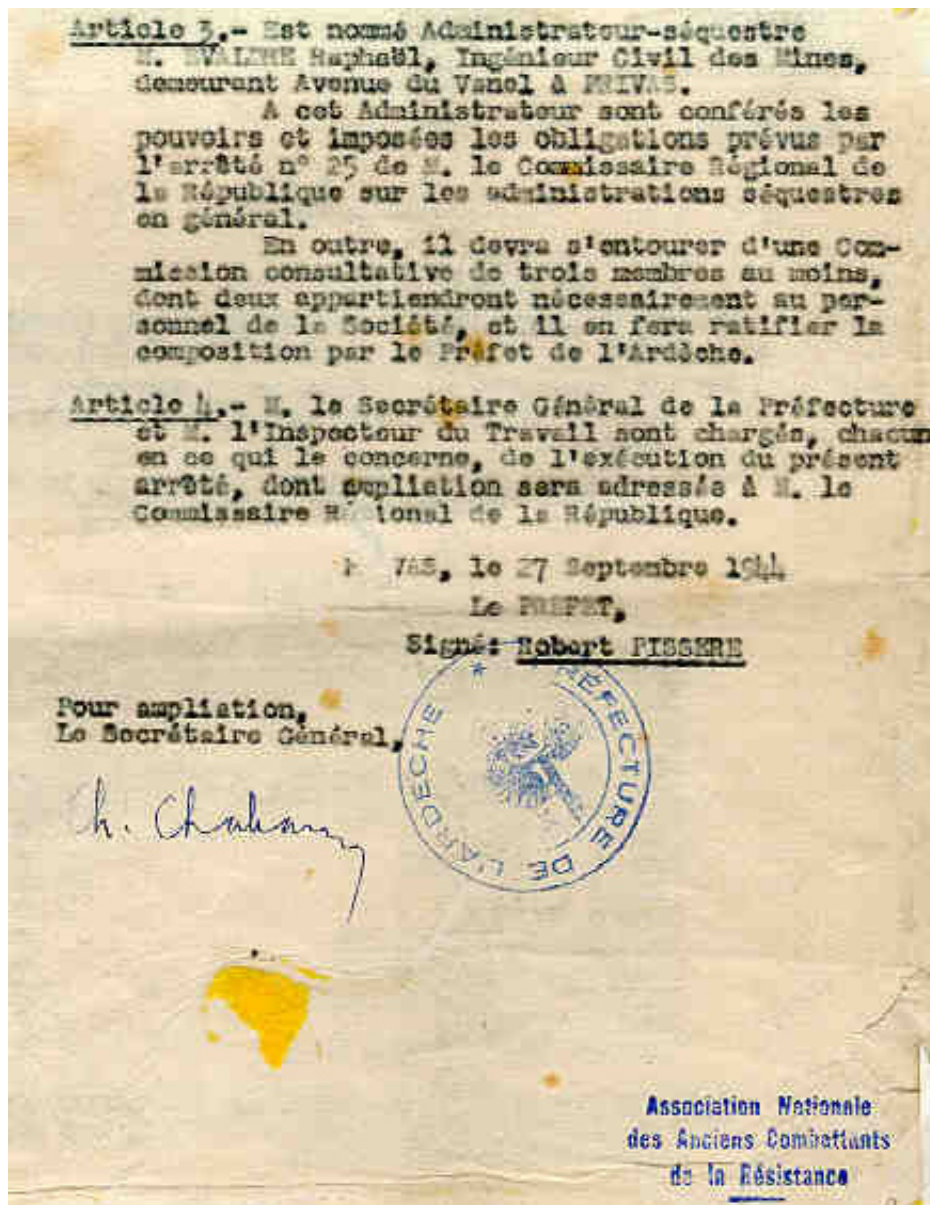 Article 3.- Est nommé Administrateur-séquestre
M. EVALTHE Raphaël, Ingénieur Civil des Mines,
demeurant Avenue du Vanel à PRIVAS.
A cet Administrateur sont conférés les
pouvoirs et imposées les obligations prévus par
l'arrêté n° 25 de M. le Commissaire Régional de
la République sur les administrations séquestres
en général.
En outre, il devra s'entourer d'une Com-
mission consultative de trois membres au moins,
dont deux appartiendront nécessairement au per-
sonnel de la Société, et il en fera ratifier la
composition par le Préfet de l'Ardèche.
Article 4.- M. le Secrétaire Général de la Préfecture
et M. l'Inspecteur du Travail sont chargés, chacun
en ce qui le concerne, de l'exécution du présent
arrêté, dont ampliation sera adressée à M. le
Commissaire Régional de la République.
PRIVAS, le 27 Septembre 1944
Le PREFET,
Signé: Robert PISSERE
Pour ampliation,
Le Secrétaire Général,
PRÉFECTURE DE L'ARDECHE *
Ch.
Association Nationale
des Anciens Combattants
de la Résistance